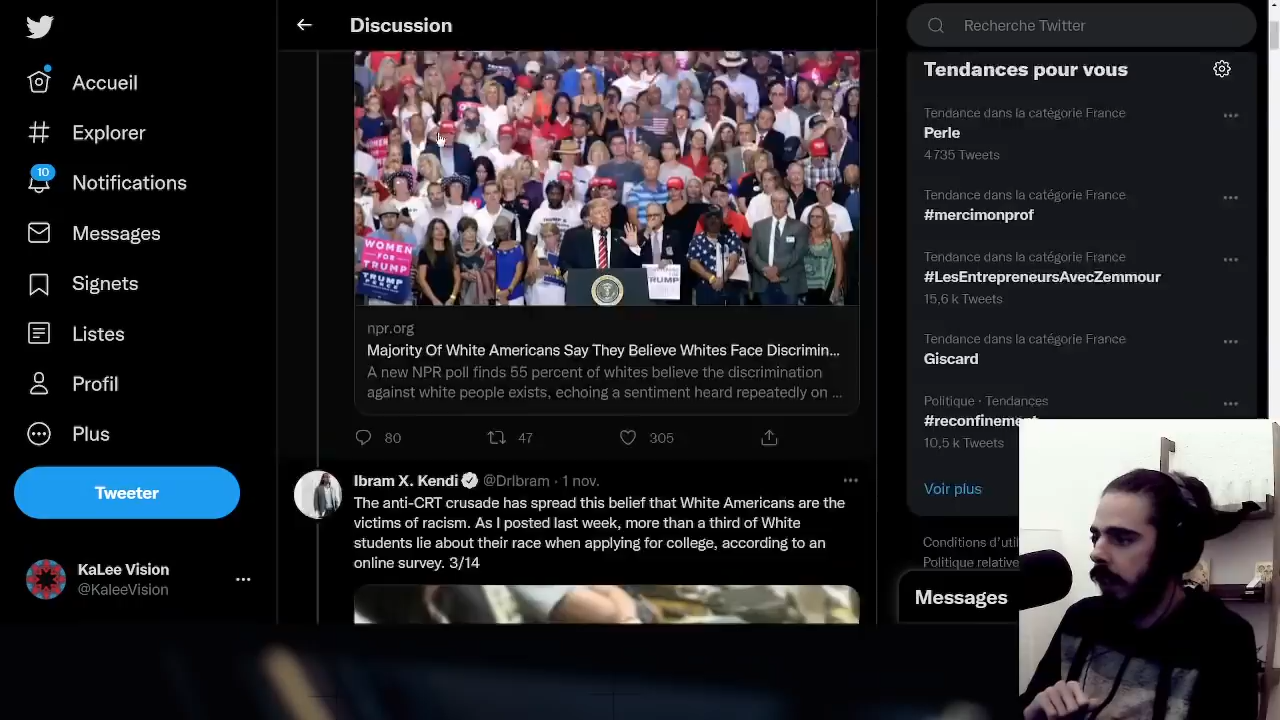 Discussion
Recherche Twitter
Accueil
Explorer
10
Notifications
Messages
Signets
Listes
Profil
Plus
Tweeter
KaLee Vision
@KaleeVision
WOMEN
FOR
TRUMP
TRUMP
PENCE
TRUMP
npr.org
Majority Of White Americans Say They Believe Whites Face Discrimin...
A new NPR poll finds 55 percent of whites believe the discrimination
against white people exists, echoing a sentiment heard repeatedly on ...
80
47
305
Ibram X. Kendi @DrIbram · 1 nov.
The anti-CRT crusade has spread this belief that White Americans are the
victims of racism. As I posted last week, more than a third of White
students lie about their race when applying for college, according to an
online survey. 3/14
Tendances pour vous
Tendance dans la catégorie France
Perle
4 735 Tweets
Tendance dans la catégorie France
#mercimonprof
Tendance dans la catégorie France
#LesEntrepreneursAvecZemmour
15,6 k Tweets
Tendance dans la catégorie France
Giscard
Politique · Tendances
#reconfinement
10,5 k Tweets
Voir plus
Conditions d'util
Politique relative
Messages